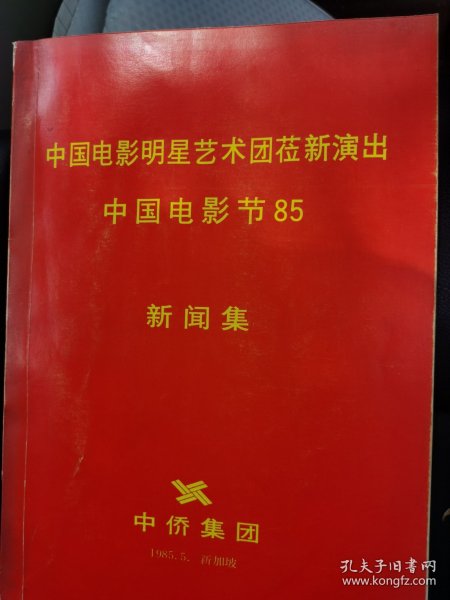 中国电影明星艺术团莅新演出
中国电影节85
新闻集
中侨集团
1985.5. 新加坡
孔夫子旧书网
www.kongfz.com